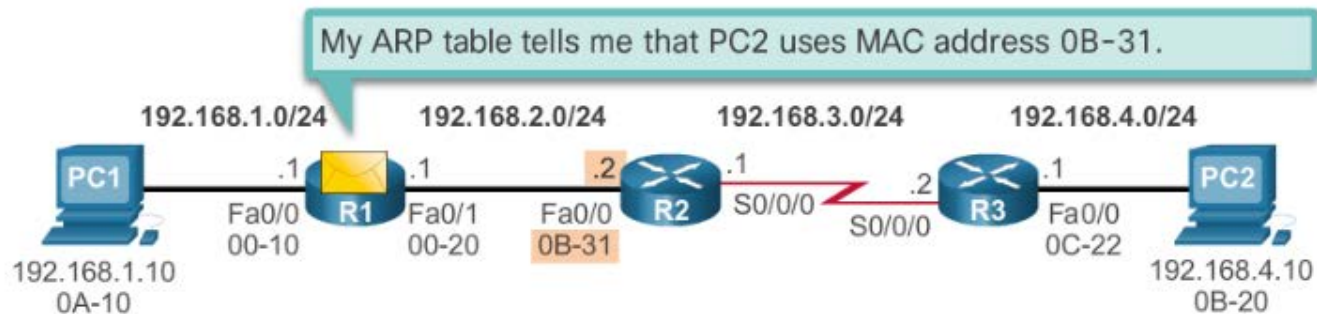 My ARP table tells me that PC2 uses MAC address 0B-31.
192.168.1.0/24 192.168.2.0/24 192.168.3.0/24 192.168.4.0/24
PC1 .1 R1 .1 .2 R2 .1 .2 R3 .1 PC2
Fa0/0 Fa0/1 Fa0/0 S0/0/0 S0/0/0 Fa0/0
00-10 00-20 0B-31 0C-22
192.168.1.10 192.168.4.10
0A-10 0B-20